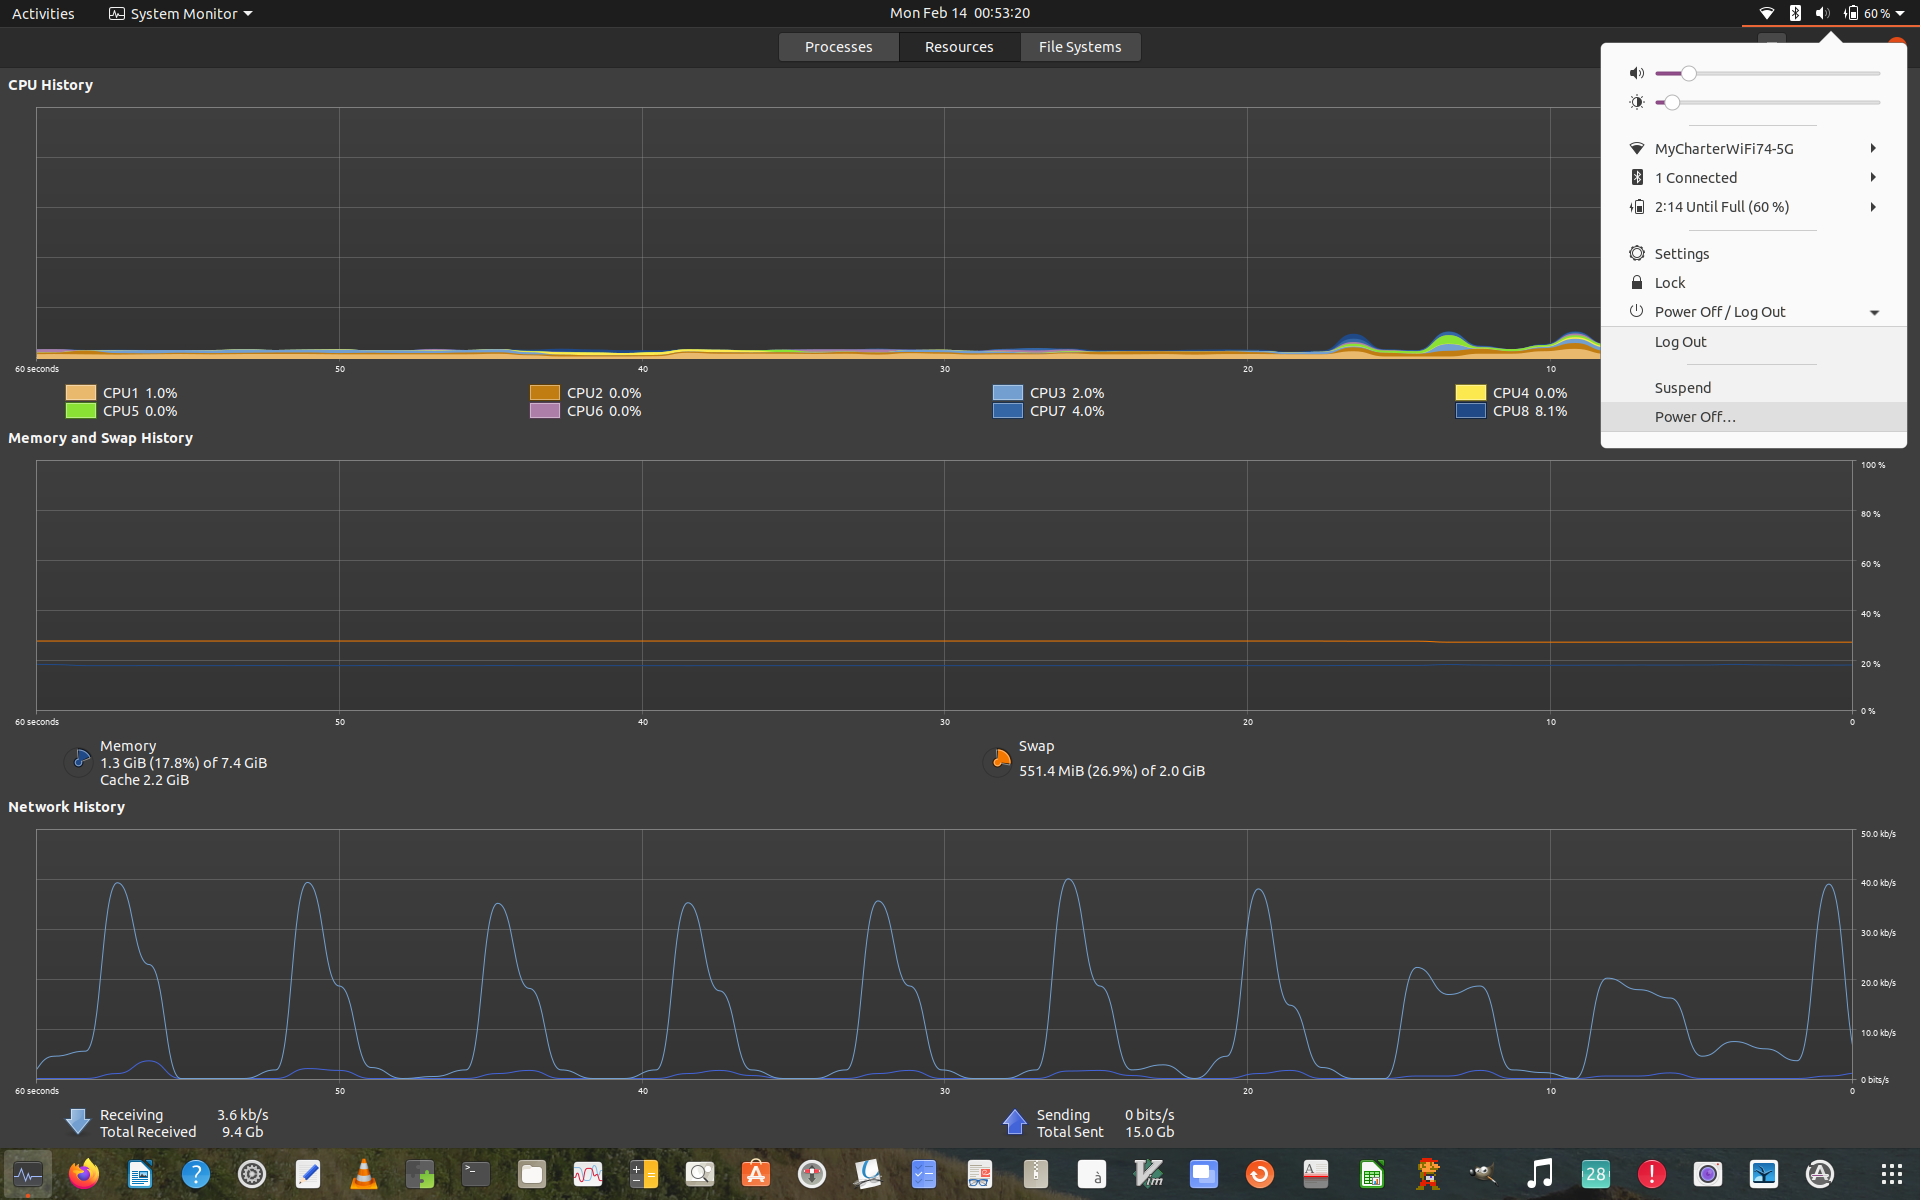 Activities
System Monitor
Mon Feb 14 00:53:20
60 %
Processes
Resources
File Systems
CPU History
60 seconds 50 40 30 20 10
CPU1 1.0% CPU2 0.0% CPU3 2.0% CPU4 0.0%
CPU5 0.0% CPU6 0.0% CPU7 4.0% CPU8 8.1%
MyCharterWiFi74-5G
1 Connected
2:14 Until Full (60 %)
Settings
Lock
Power Off / Log Out
Log Out
Suspend
Power Off…
Memory and Swap History
100 %
80 %
60 %
40 %
20 %
0 %
60 seconds 50 40 30 20 10 0
Memory
1.3 GiB (17.8%) of 7.4 GiB
Cache 2.2 GiB
Swap
551.4 MiB (26.9%) of 2.0 GiB
Network History
50.0 kb/s
40.0 kb/s
30.0 kb/s
20.0 kb/s
10.0 kb/s
0 bits/s
60 seconds 50 40 30 20 10 0
Receiving 3.6 kb/s
Total Received 9.4 Gb
Sending 0 bits/s
Total Sent 15.0 Gb
?
>_
à
Vim
A
28
!
A